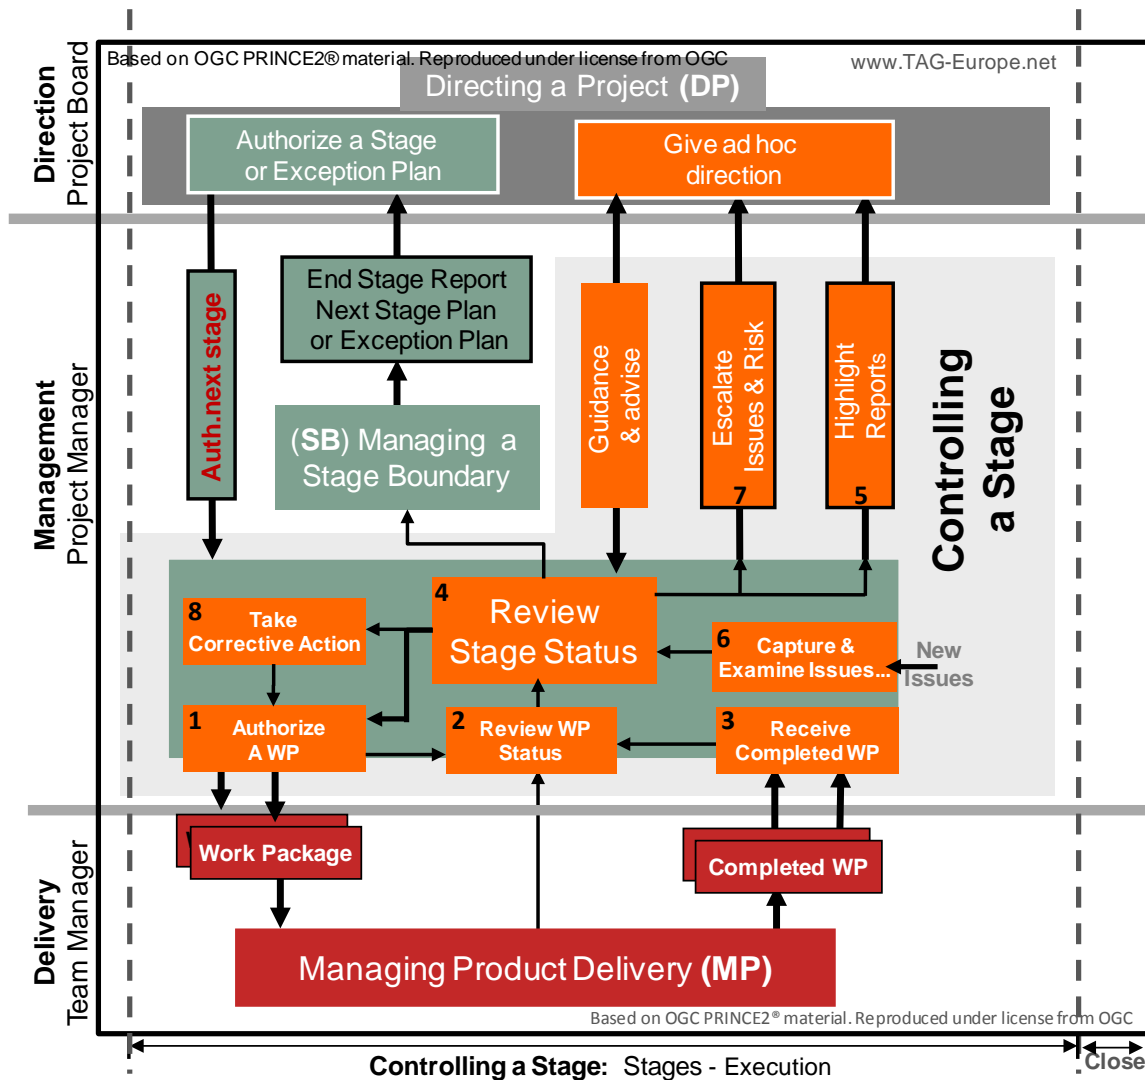 Based on OGC PRINCE2® material. Reproduced under license from OGC
www.TAG-Europe.net
Directing a Project (DP)
Direction
Project Board
Authorize a Stage
or Exception Plan
Give ad hoc
direction
Management
Project Manager
Auth.next stage
End Stage Report
Next Stage Plan
or Exception Plan
(SB) Managing a
Stage Boundary
Guidance
& advise
Escalate
Issues & Risk
7
Highlight
Reports
5
Controlling
a Stage
8
Take
Corrective Action
4
Review
Stage Status
6
Capture &
Examine Issues...
New
Issues
1
Authorize
A WP
2
Review WP
Status
3
Receive
Completed WP
Delivery
Team Manager
Work Package
Completed WP
Managing Product Delivery (MP)
Based on OGC PRINCE2® material. Reproduced under license from OGC
Controlling a Stage: Stages - Execution
Close